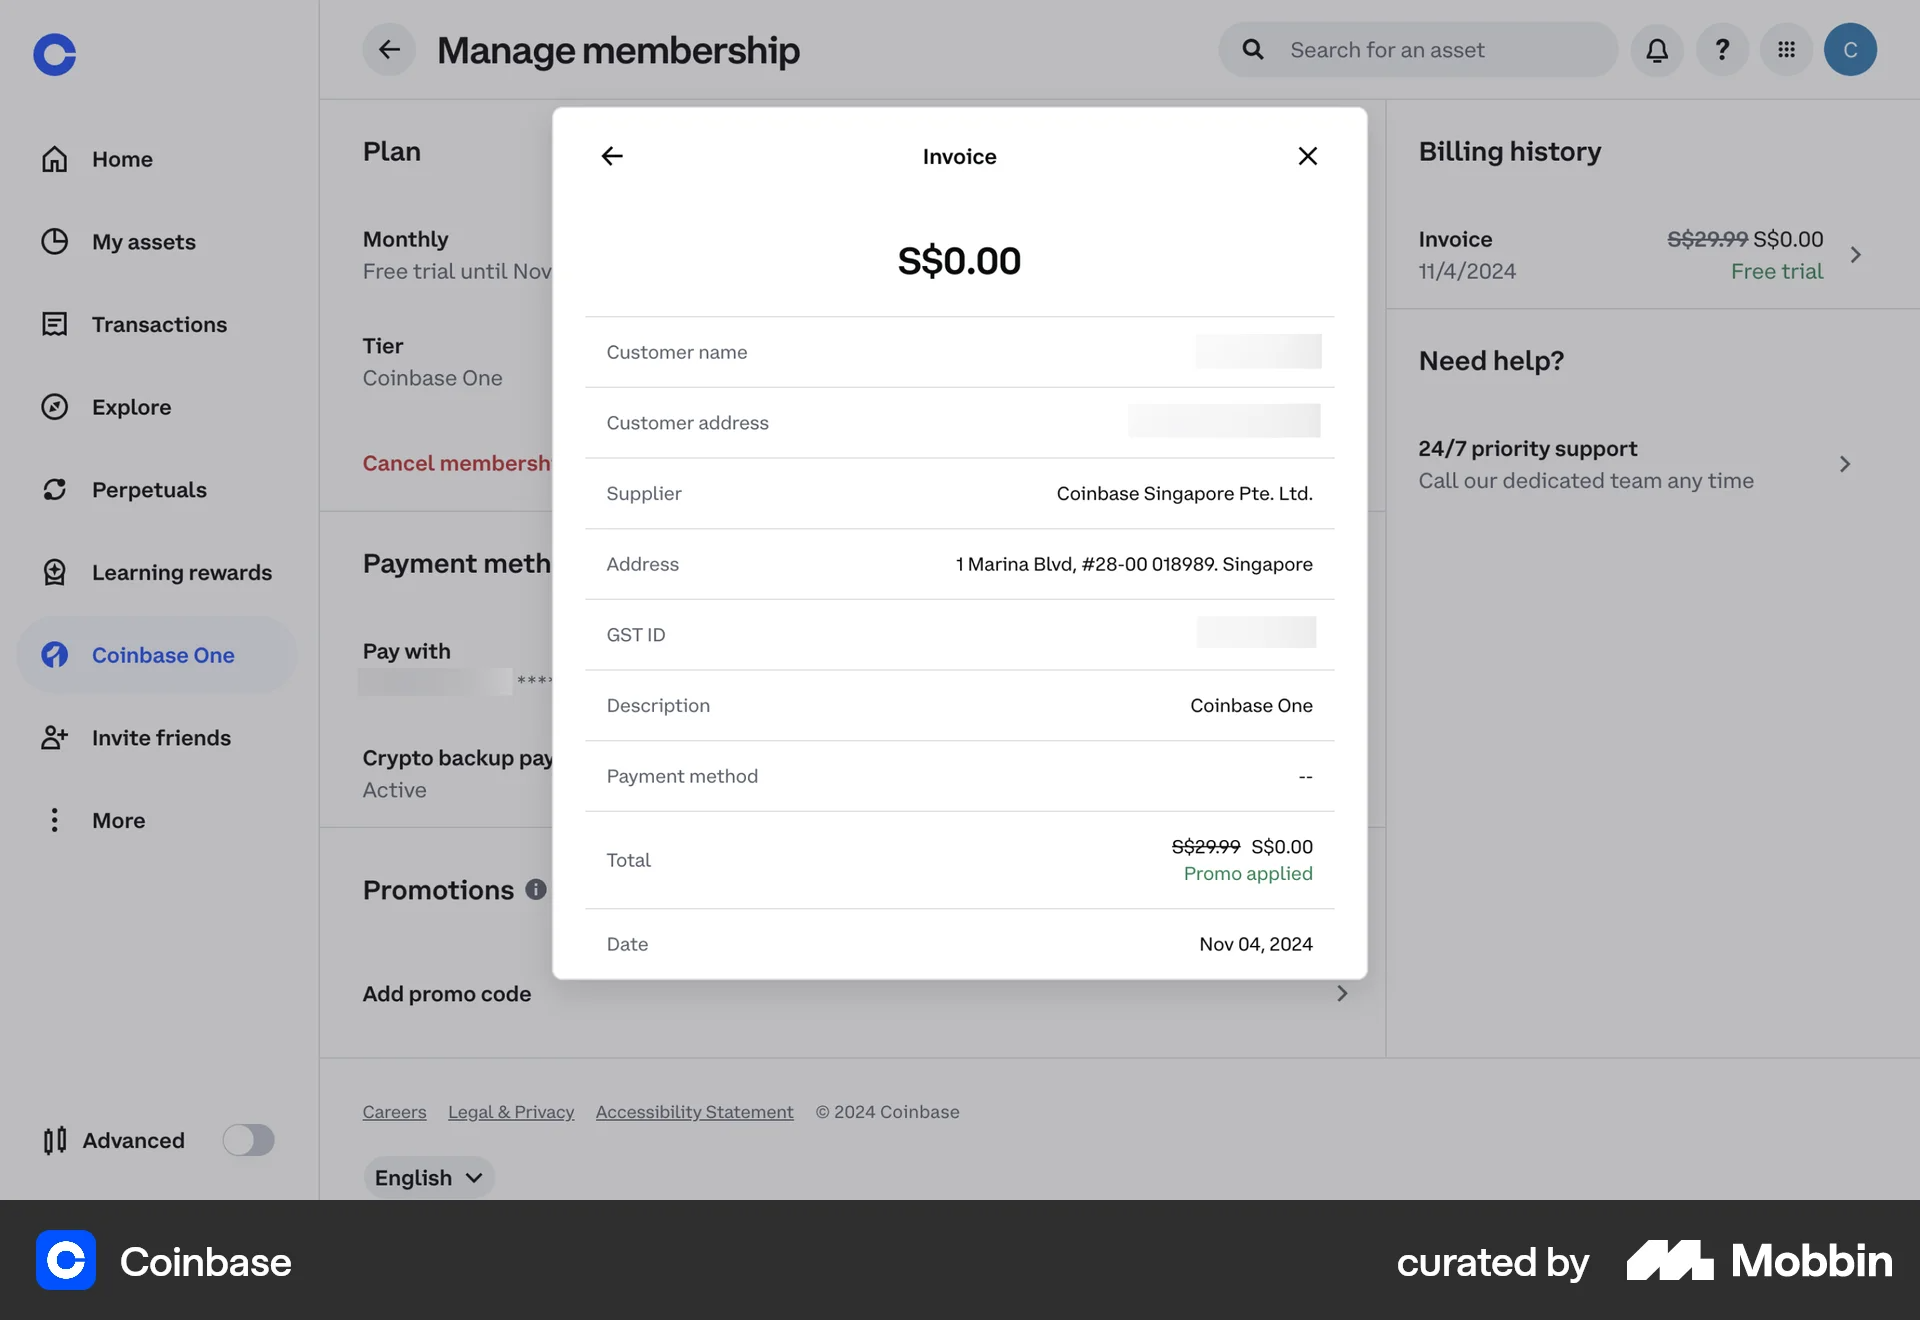 Manage membership
Search for an asset
C
Home
My assets
Transactions
Explore
Perpetuals
Learning rewards
Coinbase One
Invite friends
More
Advanced
Plan
Monthly
Free trial until Nov
Tier
Coinbase One
Cancel membersh
Payment meth
Pay with
****
Crypto backup pay
Active
Promotions
Add promo code
Invoice
S$0.00
Customer name
Customer address
Supplier Coinbase Singapore Pte. Ltd.
Address 1 Marina Blvd, #28-00 018989. Singapore
GST ID
Description Coinbase One
Payment method --
Total S$29.99 S$0.00
Promo applied
Date Nov 04, 2024
Billing history
Invoice S$29.99 S$0.00
11/4/2024 Free trial
Need help?
24/7 priority support
Call our dedicated team any time
Careers Legal & Privacy Accessibility Statement © 2024 Coinbase
English
Coinbase
curated by Mobbin